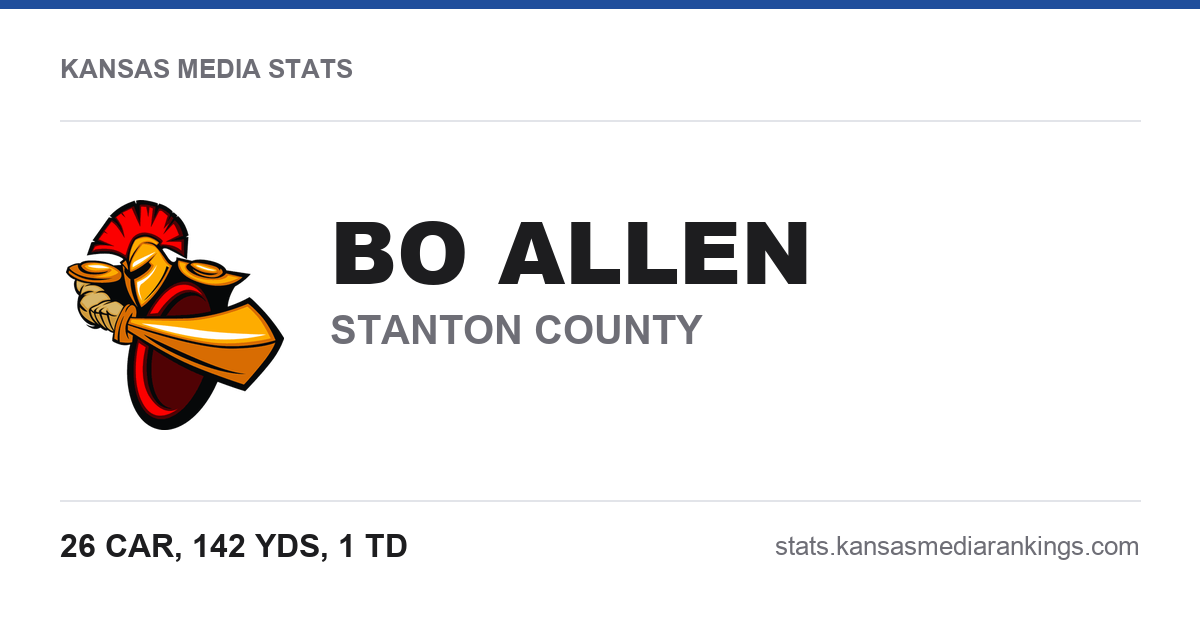 KANSAS MEDIA STATS
BO ALLEN
STANTON COUNTY
26 CAR, 142 YDS, 1 TD
stats.kansasmediarankings.com